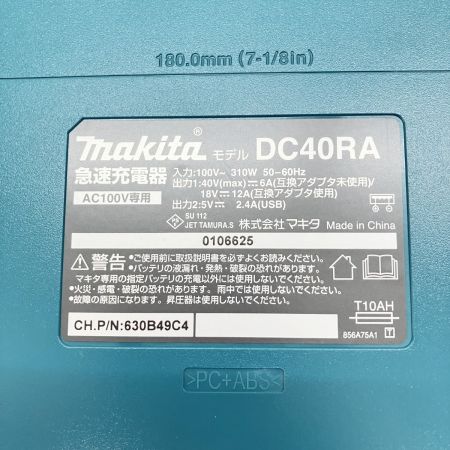 180.0mm (7-1/8in)
makita® モデル DC40RA
急速充電器
AC100V専用
入力:100V~ 310W 50-60Hz
出力1:40V(max)⎓6A(互換アダプタ未使用)/
18V⎓12A(互換アダプタ使用)
出力2:5V⎓ 2.4A(USB)
SU 112
JET TAMURA.S 株式会社 マキタ Made in China
0106625
⚠警告 ●ご使用前に取扱説明書を必ずよくお読みください。
●バッテリの液漏れ・発熱・破裂の恐れがあります。
マキタ専用の指定バッテリの充電以外には使用しないでください。
●火災・感電・破裂の恐れがあります。雨中では使用しないでください。
●故障の原因になります。昇圧器は使用しないでください。
T10AH
856A75A1 T
CH.P/N:630B49C4
>PC+ABS<